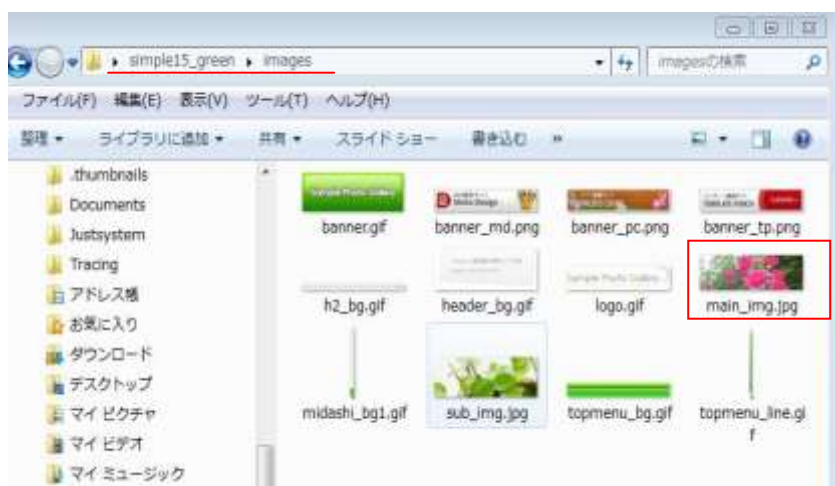 simple15_green ▸ images
imagesの検索
ファイル(F) 編集(E) 表示(V) ツール(T) ヘルプ(H)
整理 ライブラリに追加 共有 スライド ショー 書き込む »
.thumbnails
Documents
Justsystem
Tracing
アドレス帳
お気に入り
ダウンロード
デスクトップ
マイ ピクチャ
マイ ビデオ
マイ ミュージック
Sample Photo Gallery
banner.gif
banner_md.png
banner_pc.png
banner_tp.png
h2_bg.gif
header_bg.gif
Sample Photo Gallery
logo.gif
main_img.jpg
midashi_bg1.gif
sub_img.jpg
topmenu_bg.gif
topmenu_line.gi
f